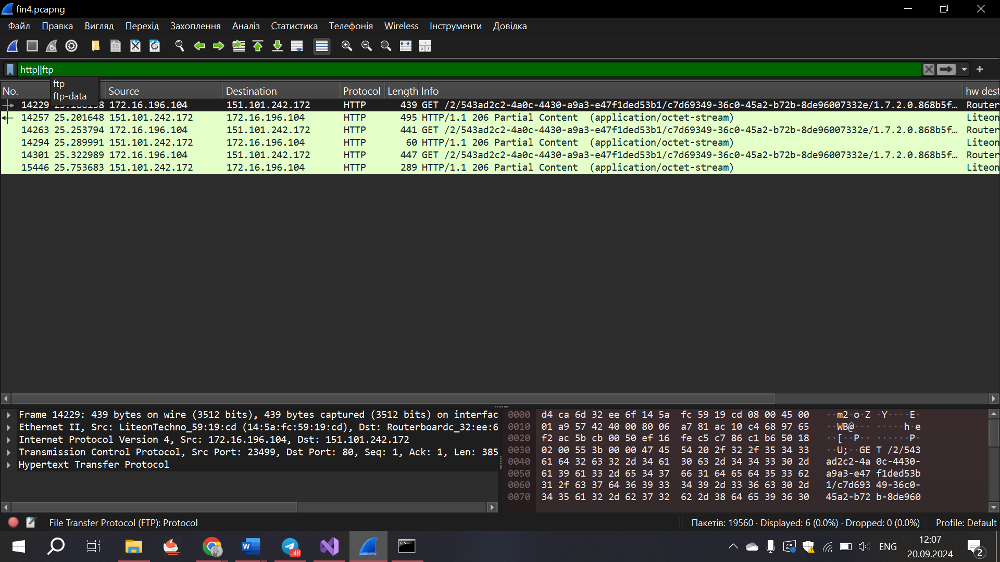 fin4.pcapng
Файл Правка Вигляд Перехід Захоплення Аналіз Статистика Телефонія Wireless Інструменти Довідка
http||ftp
ftp
ftp-data
No. Source Destination Protocol Length Info hw dest
14229 172.16.196.104 151.101.242.172 HTTP 439 GET /2/543ad2c2-4a0c-4430-a9a3-e47f1ded53b1/c7d69349-36c0-45a2-b72b-8de96007332e/1.7.2.0.868b5f… Router
14257 25.201648 151.101.242.172 172.16.196.104 HTTP 495 HTTP/1.1 206 Partial Content (application/octet-stream) Liteon
14263 25.253794 172.16.196.104 151.101.242.172 HTTP 441 GET /2/543ad2c2-4a0c-4430-a9a3-e47f1ded53b1/c7d69349-36c0-45a2-b72b-8de96007332e/1.7.2.0.868b5f… Router
14294 25.289991 151.101.242.172 172.16.196.104 HTTP 60 HTTP/1.1 206 Partial Content (application/octet-stream) Liteon
14301 25.322989 172.16.196.104 151.101.242.172 HTTP 447 GET /2/543ad2c2-4a0c-4430-a9a3-e47f1ded53b1/c7d69349-36c0-45a2-b72b-8de96007332e/1.7.2.0.868b5f… Router
15446 25.753683 151.101.242.172 172.16.196.104 HTTP 289 HTTP/1.1 206 Partial Content (application/octet-stream) Liteon
Frame 14229: 439 bytes on wire (3512 bits), 439 bytes captured (3512 bits) on interfac
Ethernet II, Src: LiteonTechno_59:19:cd (14:5a:fc:59:19:cd), Dst: Routerboardc_32:ee:6
Internet Protocol Version 4, Src: 172.16.196.104, Dst: 151.101.242.172
Transmission Control Protocol, Src Port: 23499, Dst Port: 80, Seq: 1, Ack: 1, Len: 385
Hypertext Transfer Protocol
0000 d4 ca 6d 32 ee 6f 14 5a fc 59 19 cd 08 00 45 00 ··m2·o·Z ·Y····E·
0010 01 a9 57 42 40 00 80 06 a7 81 ac 10 c4 68 97 65 ··WB@··· ·····h·e
0020 f2 ac 5b cb 00 50 ef 16 fe c5 c7 86 c1 b6 50 18 ··[··P·· ······P·
0030 02 00 55 3b 00 00 47 45 54 20 2f 32 2f 35 34 33 ··U;··GE T /2/543
0040 61 64 32 63 32 2d 34 61 30 63 2d 34 34 33 30 2d ad2c2-4a 0c-4430-
0050 61 39 61 33 2d 65 34 37 66 31 64 65 64 35 33 62 a9a3-e47 f1ded53b
0060 31 2f 63 37 64 36 39 33 34 39 2d 33 36 63 30 2d 1/c7d693 49-36c0-
0070 34 35 61 32 2d 62 37 32 62 2d 38 64 65 39 36 30 45a2-b72 b-8de960
File Transfer Protocol (FTP): Protocol
Пакетів: 19560 · Displayed: 6 (0.0%) · Dropped: 0 (0.0%)
Profile: Default
..48
ENG
12:07
20.09.2024
2